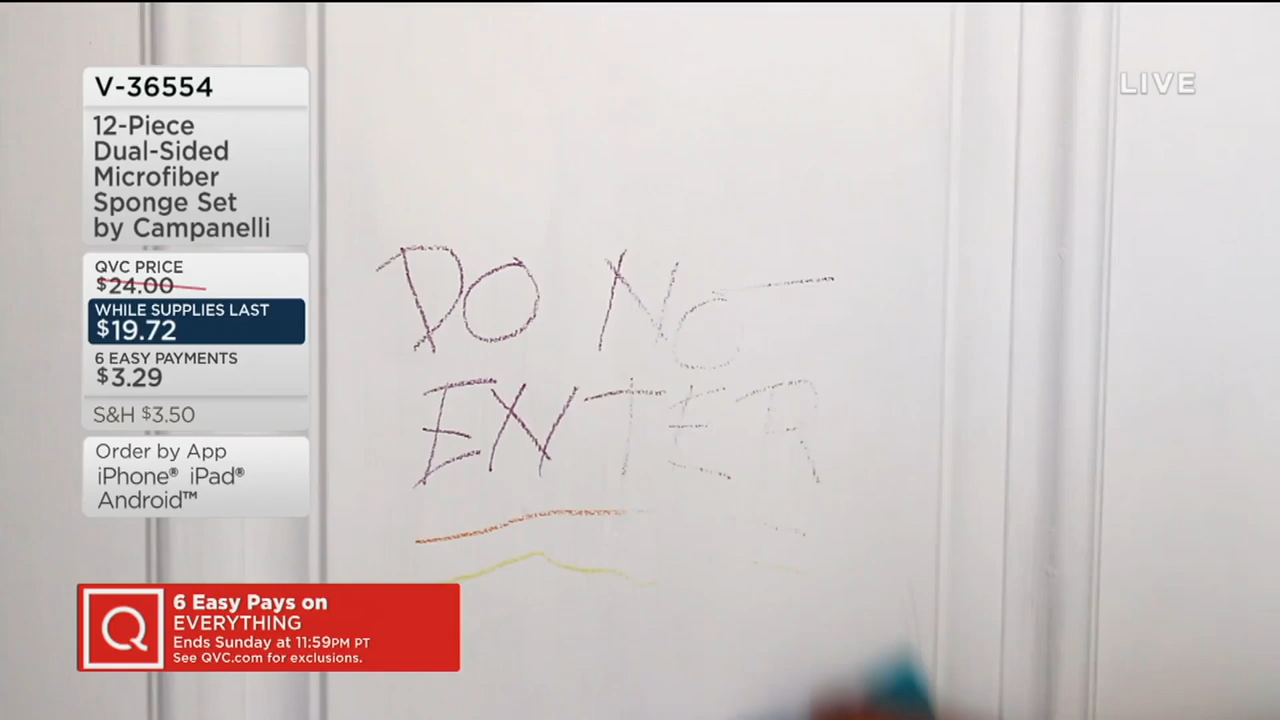 V-36554
12-Piece
Dual-Sided
Microfiber
Sponge Set
by Campanelli
QVC PRICE
$24.00
WHILE SUPPLIES LAST
$19.72
6 EASY PAYMENTS
$3.29
S&H $3.50
Order by App
iPhone® iPad®
Android™
Q
6 Easy Pays on
EVERYTHING
Ends Sunday at 11:59PM PT
See QVC.com for exclusions.
LIVE
DO NOT
ENTER